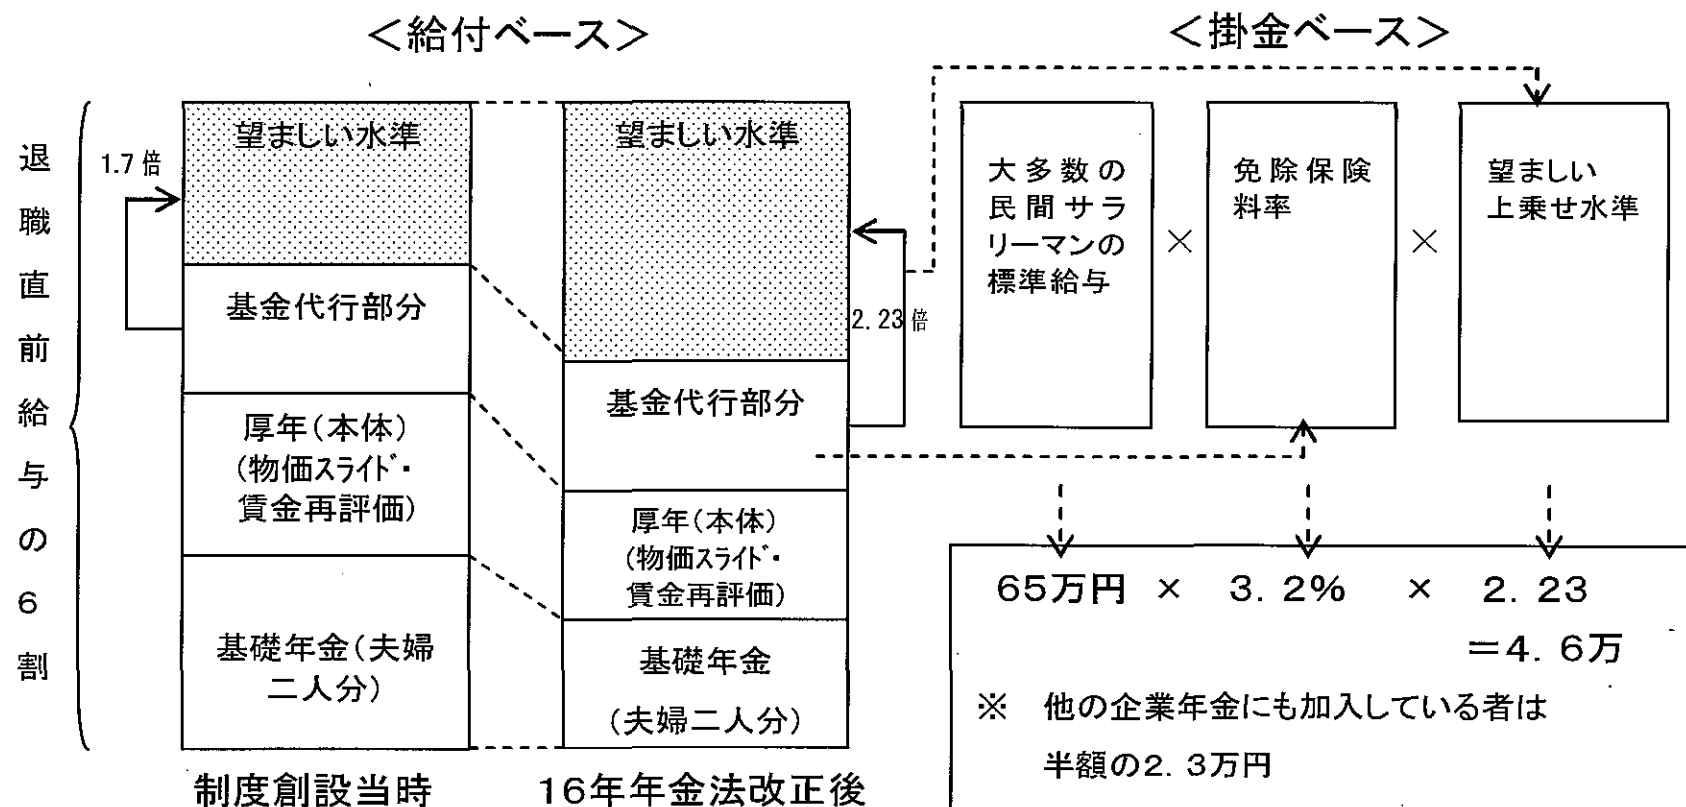 <給付ベース>
<掛金ベース>
退職直前給与の6割
1.7倍
望ましい水準
基金代行部分
厚年(本体)
(物価スライド・
賃金再評価)
基礎年金(夫婦
二人分)
制度創設当時
望ましい水準
基金代行部分
厚年(本体)
(物価スライド・
賃金再評価)
基礎年金
(夫婦二人分)
16年年金法改正後
2.23倍
大多数の
民間サラ
リーマンの
標準給与
×
免除保険
料率
×
望ましい
上乗せ水準
65万円 × 3.2% × 2.23
=4.6万
※ 他の企業年金にも加入している者は
半額の2.3万円